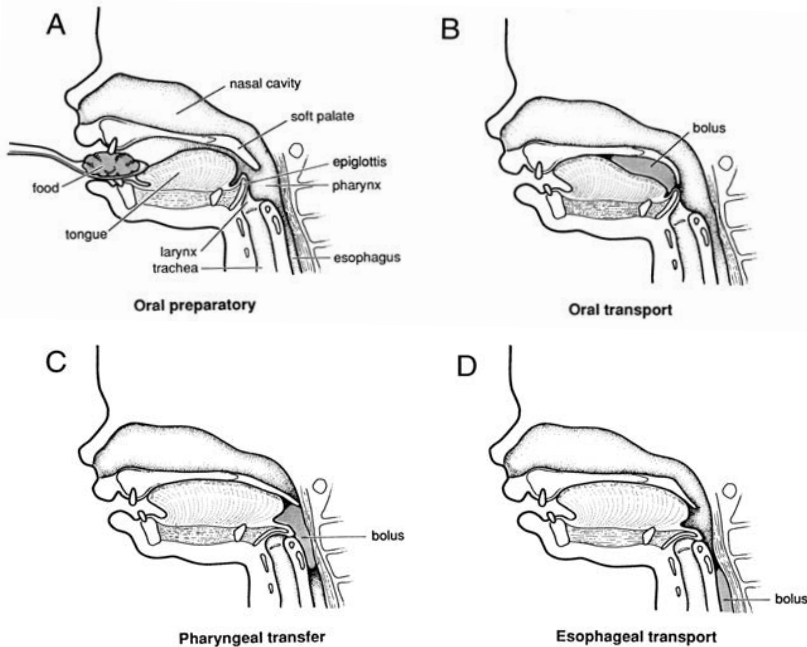 A
nasal cavity
soft palate
epiglottis
food
pharynx
tongue
larynx
trachea
esophagus
Oral preparatory
B
bolus
Oral transport
C
bolus
Pharyngeal transfer
D
bolus
Esophageal transport